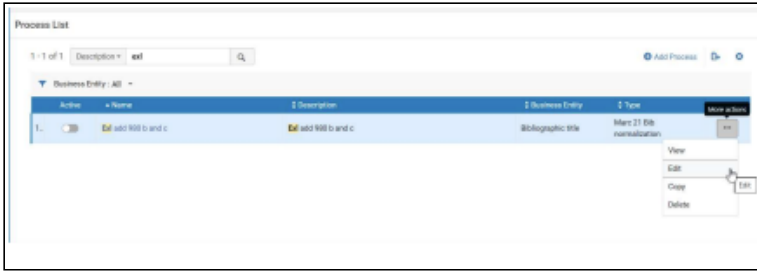 Process List
1 - 1 of 1 Description exl Add Process
Business Entity : All
Active Name Description Business Entity Type More actions
1. Exl add 988 b and c Exl add 988 b and c Bibliographic title Marc 21 Bib normalization
View
Edit
Edit
Copy
Delete